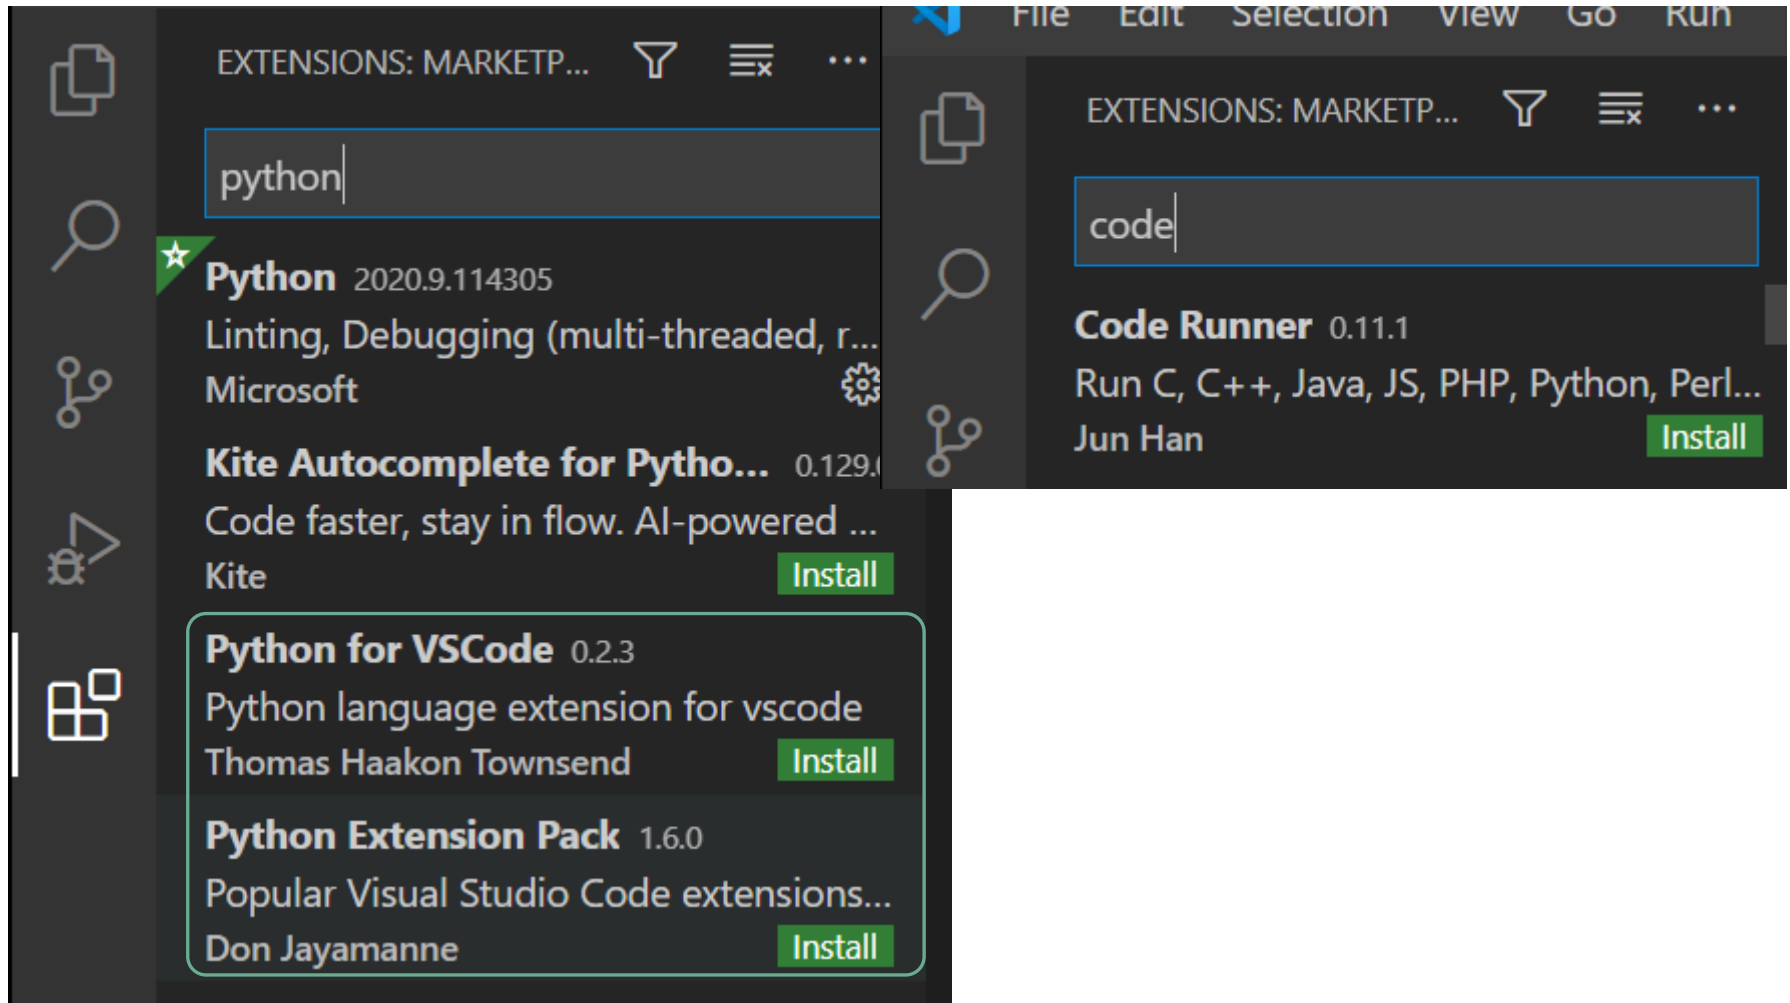 EXTENSIONS: MARKETP...
python
Python 2020.9.114305
Linting, Debugging (multi-threaded, r...
Microsoft
Kite Autocomplete for Pytho... 0.129.
Code faster, stay in flow. AI-powered ...
Kite Install
Python for VSCode 0.2.3
Python language extension for vscode
Thomas Haakon Townsend Install
Python Extension Pack 1.6.0
Popular Visual Studio Code extensions...
Don Jayamanne Install
File Edit Selection View Go Run
EXTENSIONS: MARKETP...
code
Code Runner 0.11.1
Run C, C++, Java, JS, PHP, Python, Perl...
Jun Han Install